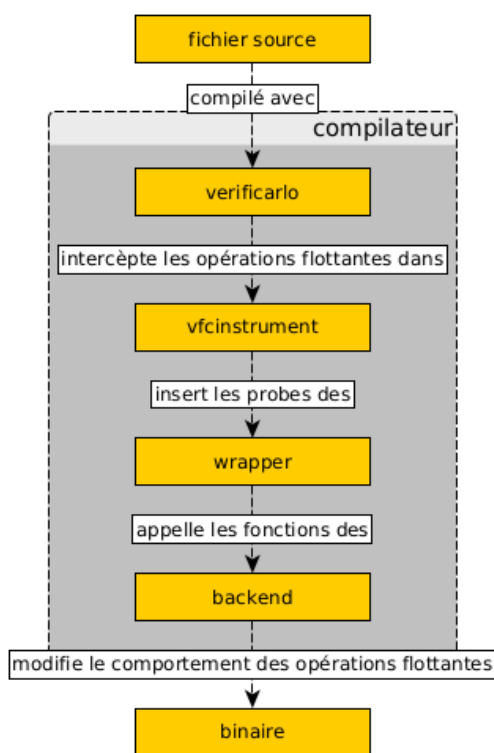 fichier source
compilé avec
compilateur
verificarlo
intercèpte les opérations flottantes dans
vfcinstrument
insert les probes des
wrapper
appelle les fonctions des
backend
modifie le comportement des opérations flottantes
binaire